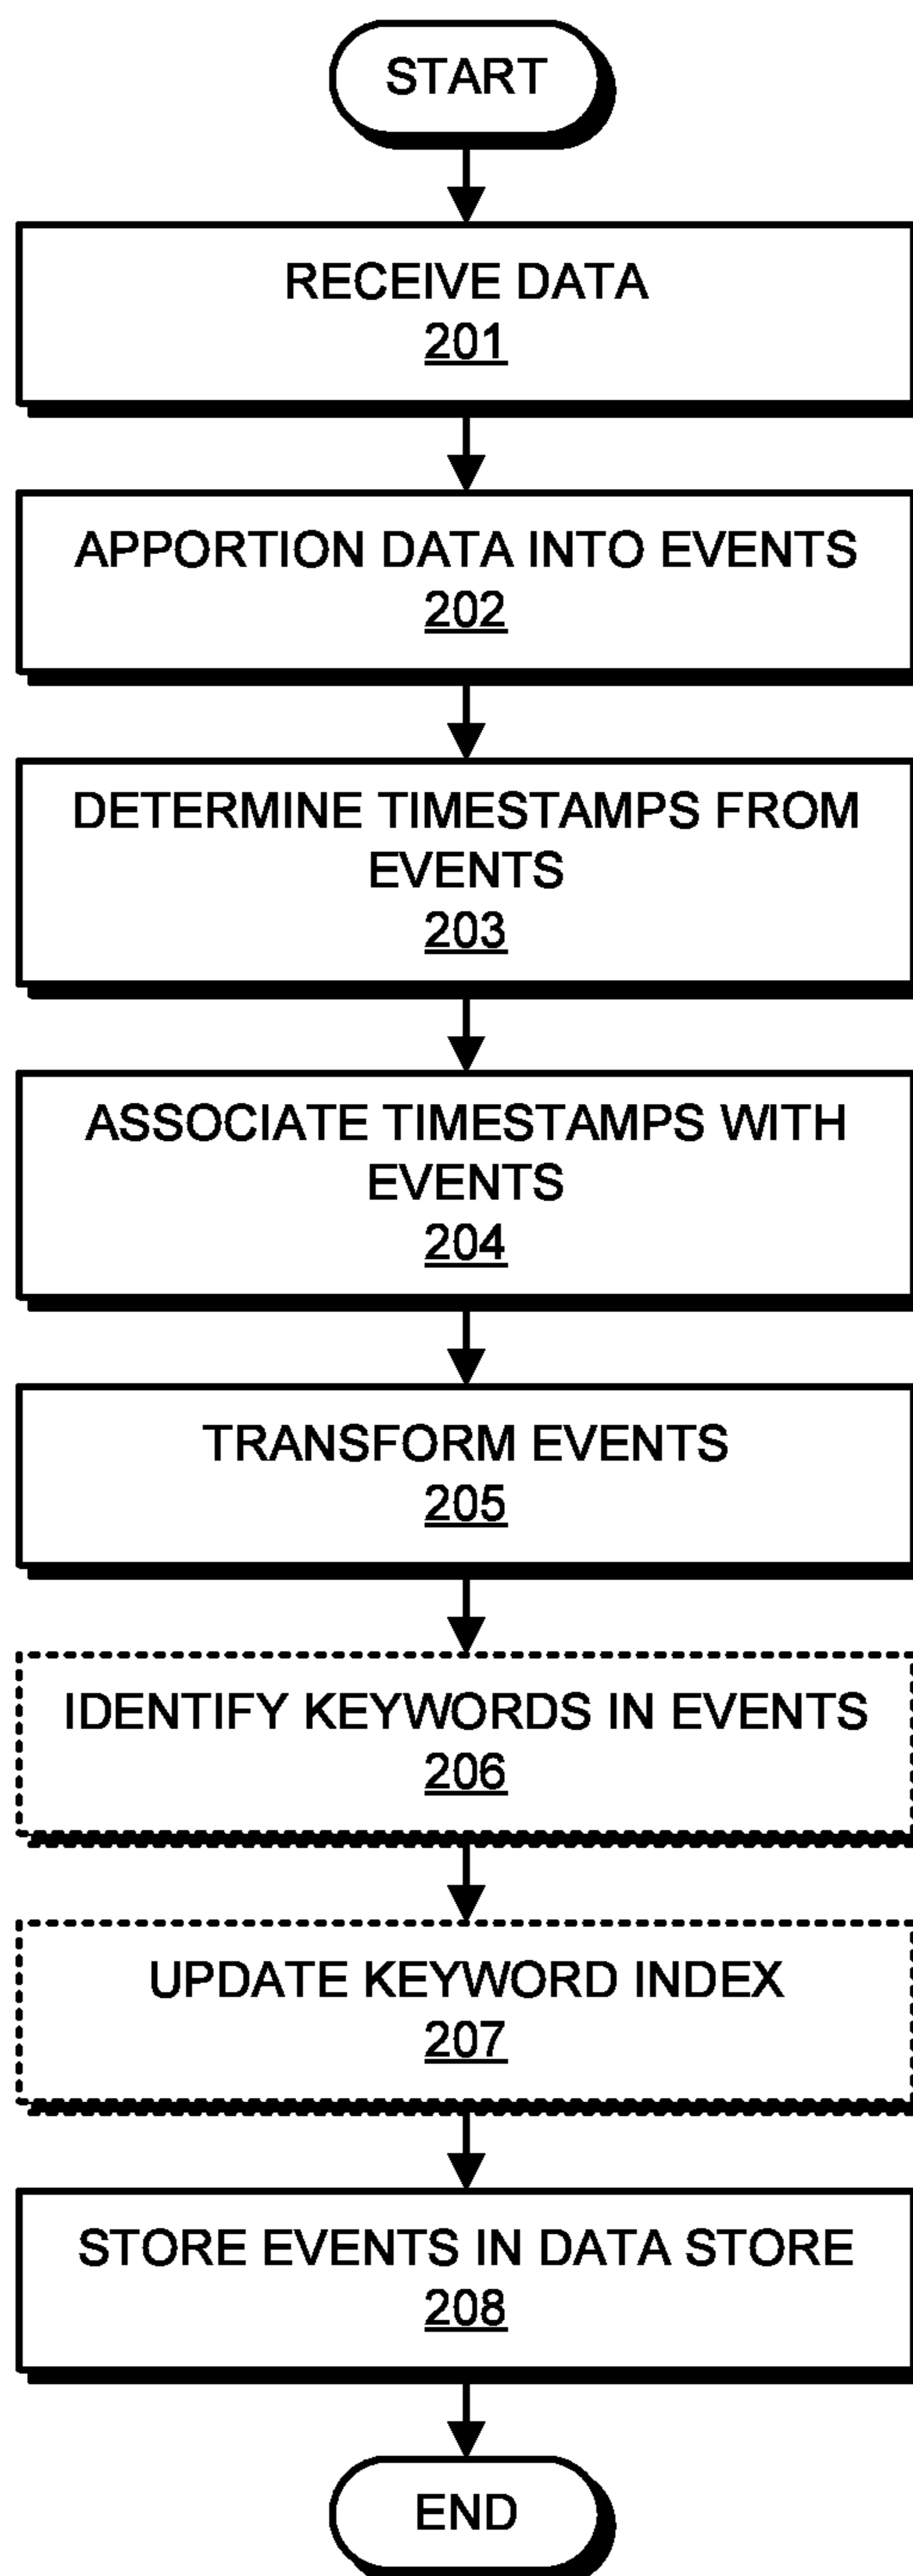 START
RECEIVE DATA
201
APPORTION DATA INTO EVENTS
202
DETERMINE TIMESTAMPS FROM
EVENTS
203
ASSOCIATE TIMESTAMPS WITH
EVENTS
204
TRANSFORM EVENTS
205
IDENTIFY KEYWORDS IN EVENTS
206
UPDATE KEYWORD INDEX
207
STORE EVENTS IN DATA STORE
208
END